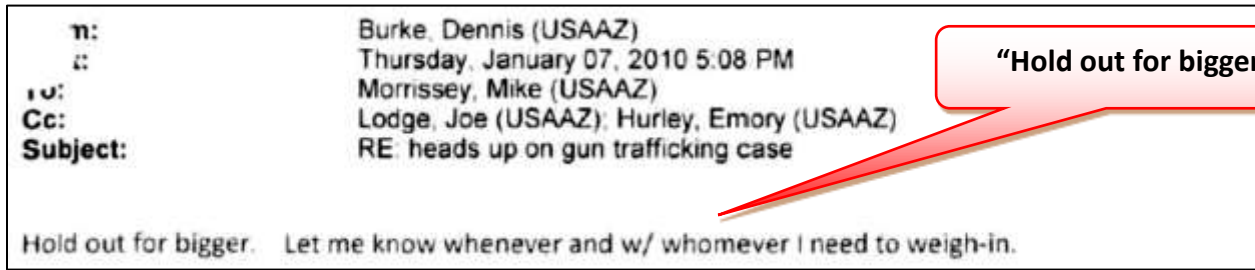 Burke, Dennis (USAAZ)
Thursday, January 07, 2010 5:08 PM
Morrissey, Mike (USAAZ)
Cc: Lodge, Joe (USAAZ); Hurley, Emory (USAAZ)
Subject: RE: heads up on gun trafficking case
“Hold out for bigger
Hold out for bigger. Let me know whenever and w/ whomever I need to weigh-in.